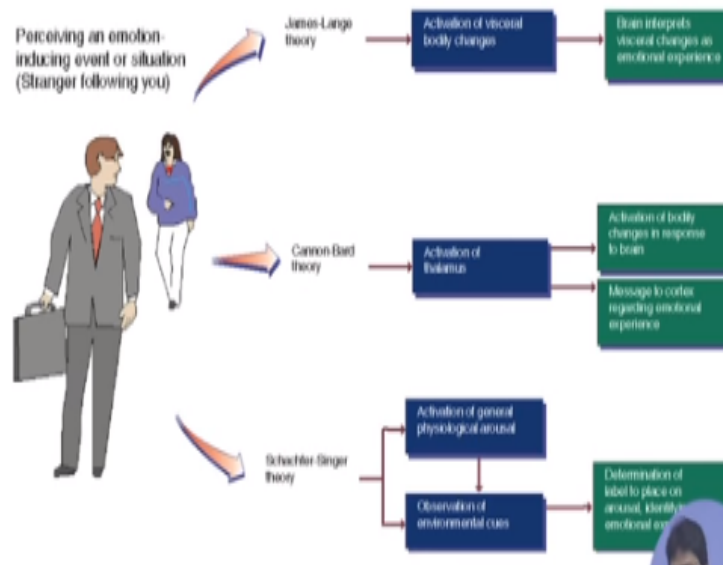 Perceiving an emotion-
inducing event or situation
(Stranger following you)
James-Lange
theory
Activation of visceral
bodily changes
Brain interprets
visceral changes as
emotional experience
Cannon-Bard
theory
Activation of
thalamus
Activation of bodily
changes in response
to brain
Message to cortex
regarding emotional
experience
Schachter-Singer
theory
Activation of general
physiological arousal
Observation of
environmental cues
Determination of
label to place on
arousal,
emotional